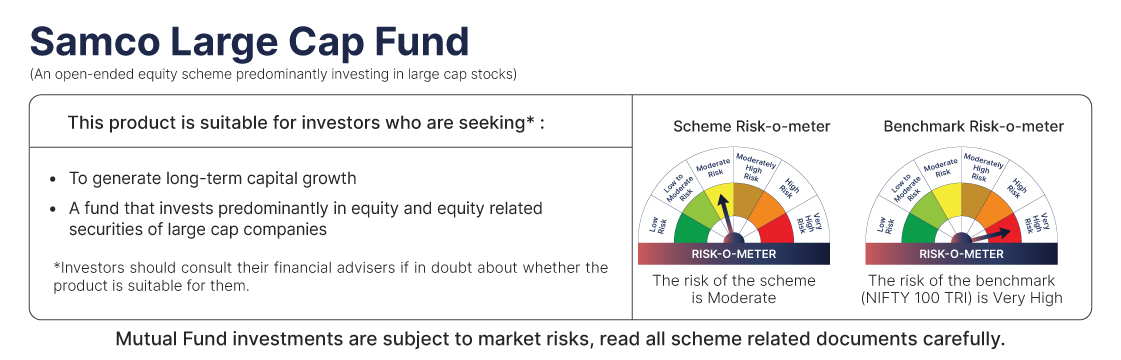 Samco Large Cap Fund
(An open-ended equity scheme predominantly investing in large cap stocks)
This product is suitable for investors who are seeking* :
• To generate long-term capital growth
• A fund that invests predominantly in equity and equity related
securities of large cap companies
*Investors should consult their financial advisers if in doubt about whether the
product is suitable for them.
Scheme Risk-o-meter
Low
Risk
Low to
Moderate
Risk
Moderate
Risk
Moderately
High
Risk
High
Risk
Very
High
Risk
RISK-O-METER
The risk of the scheme
is Moderate
Benchmark Risk-o-meter
Low
Risk
Low to
Moderate
Risk
Moderate
Risk
Moderately
High
Risk
High
Risk
Very
High
Risk
RISK-O-METER
The risk of the benchmark
(NIFTY 100 TRI) is Very High
Mutual Fund investments are subject to market risks, read all scheme related documents carefully.